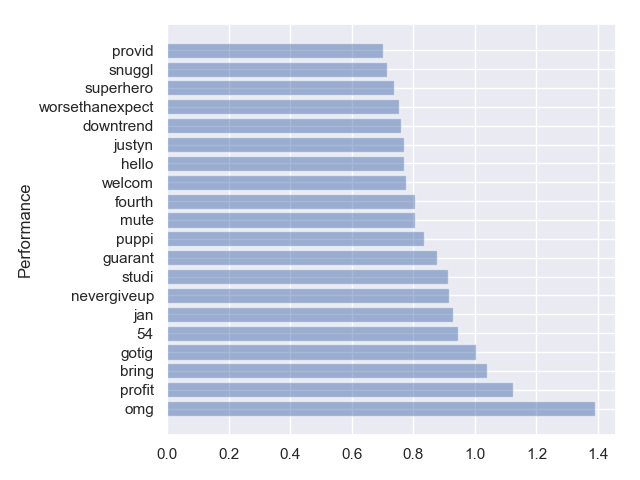 provid
snuggl
superhero
worsethanexpect
downtrend
justyn
hello
welcom
fourth
mute
puppi
guarant
studi
nevergiveup
jan
54
gotig
bring
profit
omg
Performance
0.0 0.2 0.4 0.6 0.8 1.0 1.2 1.4